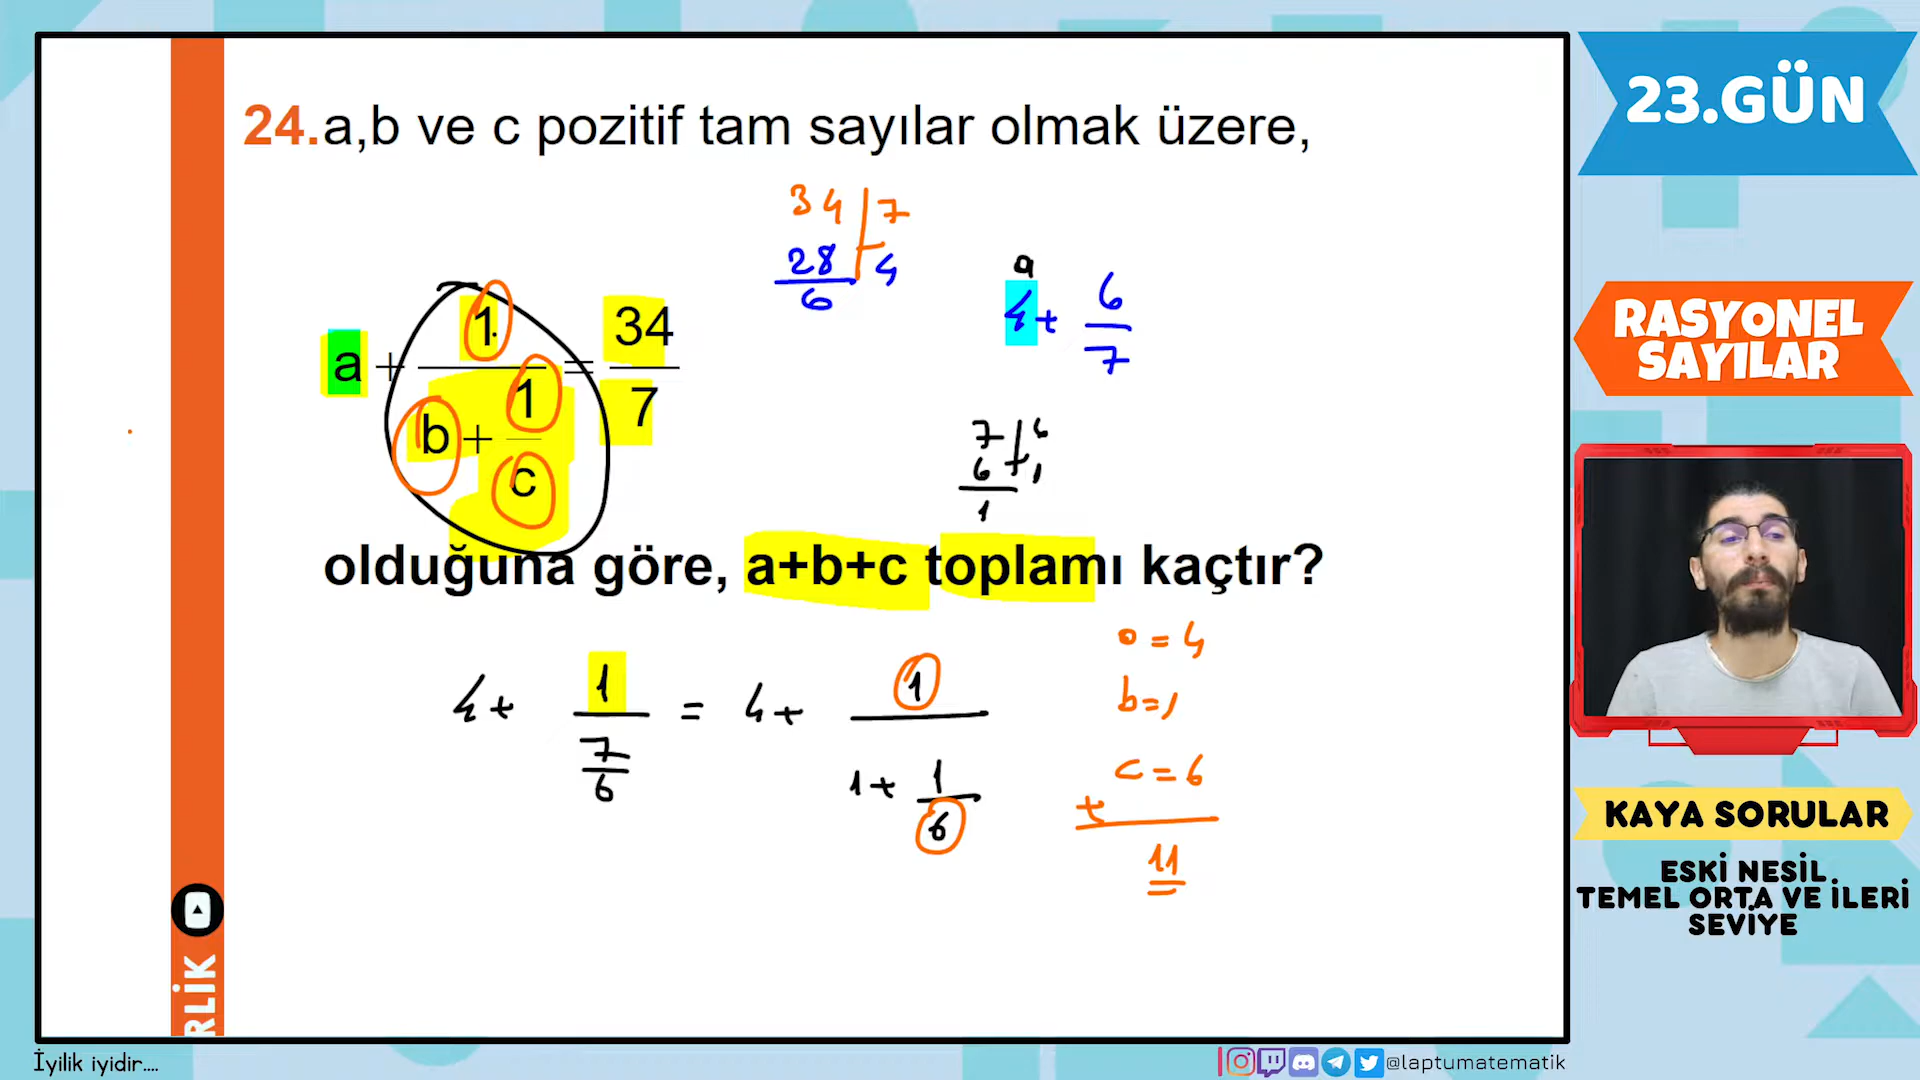 24.a,b ve c pozitif tam sayılar olmak üzere,
34 | 7
28 4
6
a
4 + 6/7
a + 1/(b + 1/c) = 34/7
7 | 6
6 1
1
olduğuna göre, a+b+c toplamı kaçtır?
4 + 1/(7/6) = 4 + 1/(1 + 1/6)
a = 4
b = 1
c = 6
+
11
RLİK
23.GÜN
RASYONEL
SAYILAR
KAYA SORULAR
ESKİ NESİL
TEMEL ORTA VE İLERİ
SEVİYE
İyilik iyidir....
@laptumatematik